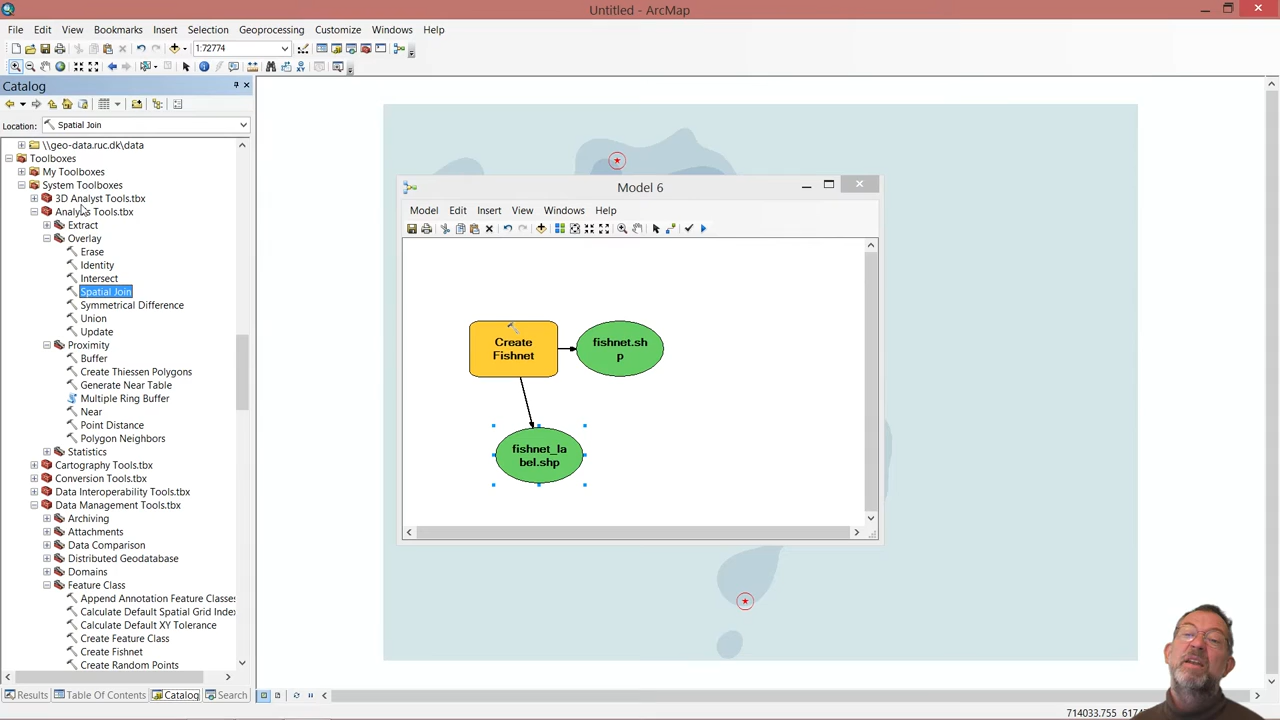 Untitled - ArcMap
File Edit View Bookmarks Insert Selection Geoprocessing Customize Windows Help
1:72774
Catalog
Location: Spatial Join
\\geo-data.ruc.dk\data
Toolboxes
My Toolboxes
System Toolboxes
3D Analyst Tools.tbx
Analysis Tools.tbx
Extract
Overlay
Erase
Identity
Intersect
Spatial Join
Symmetrical Difference
Union
Update
Proximity
Buffer
Create Thiessen Polygons
Generate Near Table
Multiple Ring Buffer
Near
Point Distance
Polygon Neighbors
Statistics
Cartography Tools.tbx
Conversion Tools.tbx
Data Interoperability Tools.tbx
Data Management Tools.tbx
Archiving
Attachments
Data Comparison
Distributed Geodatabase
Domains
Feature Class
Append Annotation Feature Classes
Calculate Default Spatial Grid Index
Calculate Default XY Tolerance
Create Feature Class
Create Fishnet
Create Random Points
Results Table Of Contents Catalog Search
Model 6
Model Edit Insert View Windows Help
Create
Fishnet
fishnet.sh
p
fishnet_la
bel.shp
714033.755